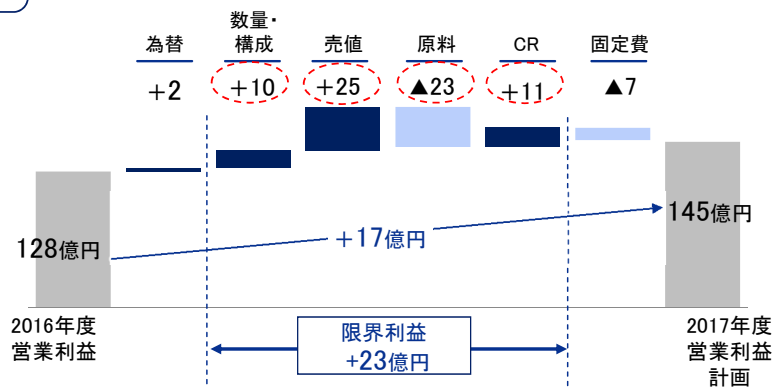 為替
数量・
構成
売値
原料
CR
固定費
+2
+10
+25
▲23
+11
▲7
128億円
+17億円
145億円
2016年度
営業利益
限界利益
+23億円
2017年度
営業利益
計画